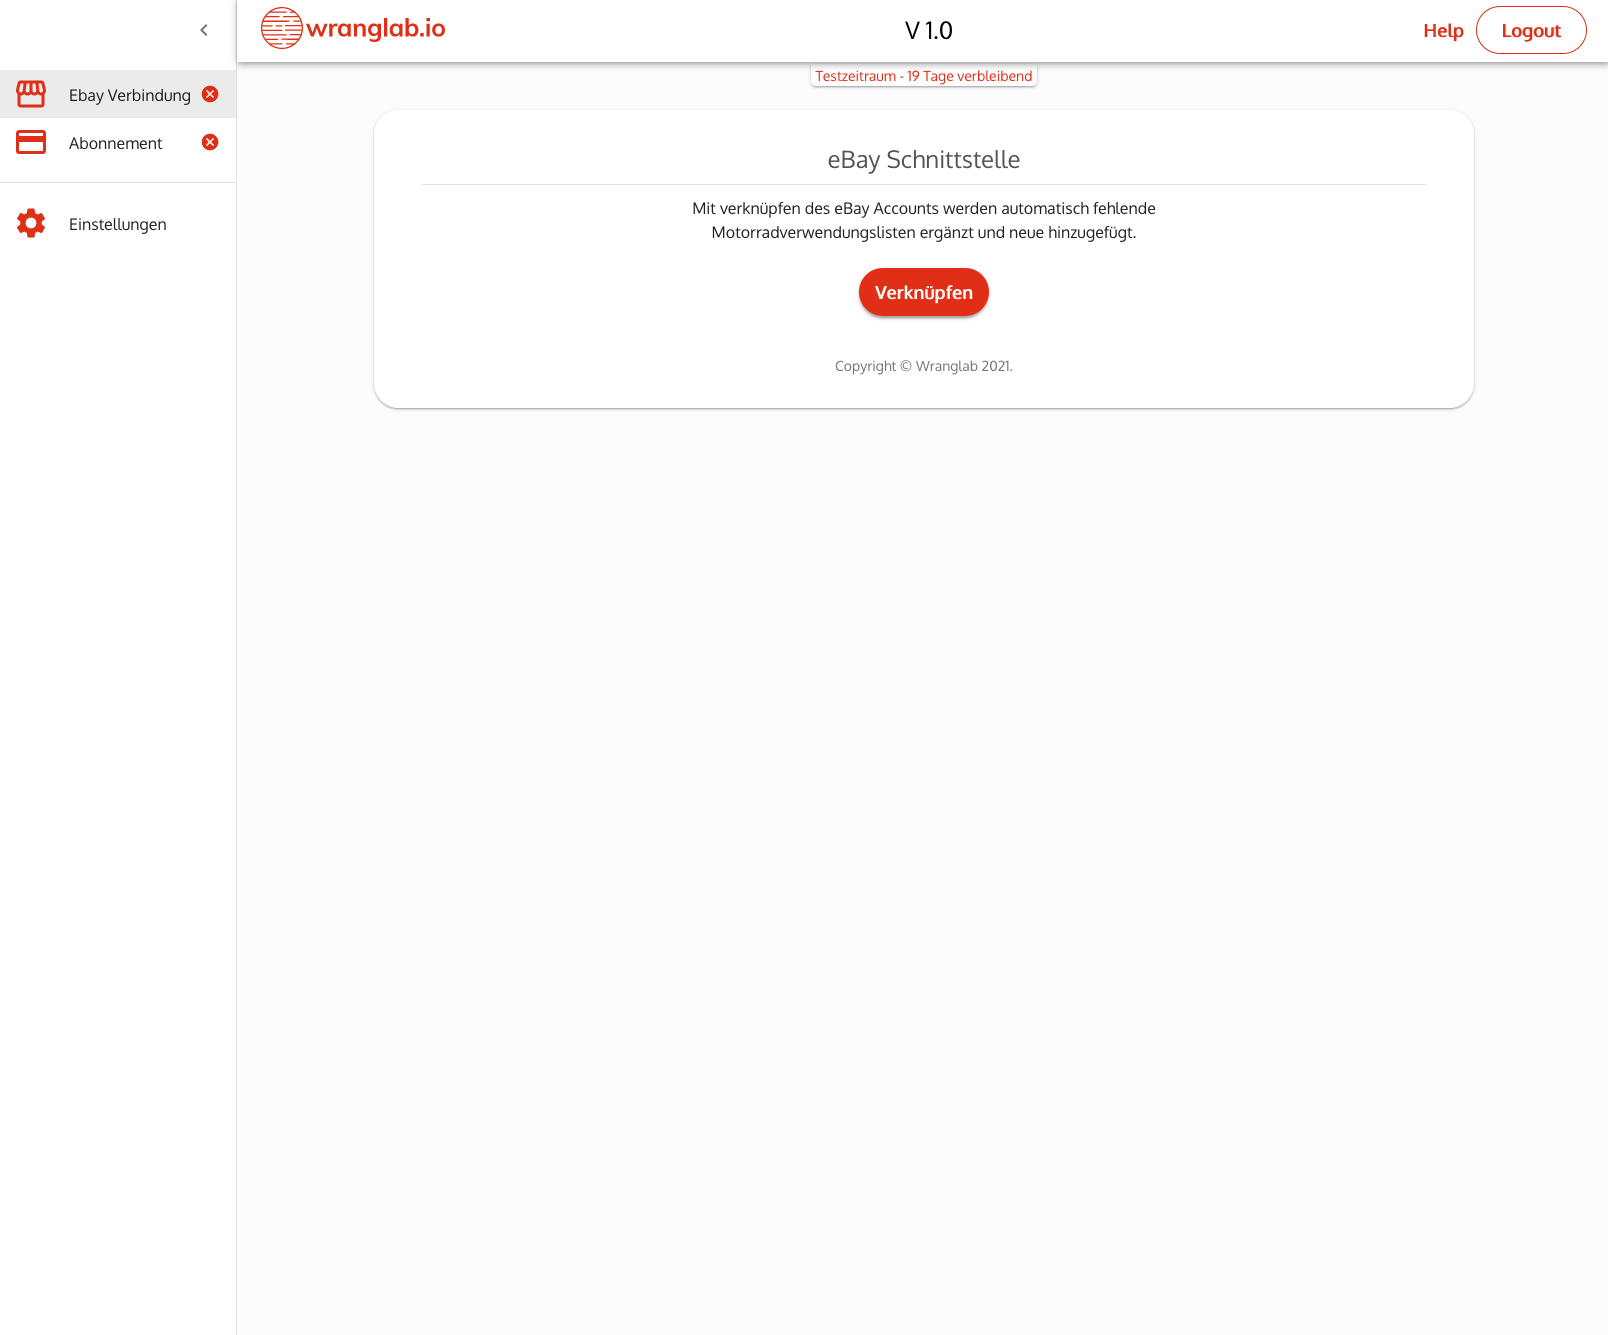 wranglab.io
V 1.0
Help
Logout
Testzeitraum - 19 Tage verbleibend
Ebay Verbindung
Abonnement
Einstellungen
eBay Schnittstelle
Mit verknüpfen des eBay Accounts werden automatisch fehlende
Motorradverwendungslisten ergänzt und neue hinzugefügt.
Verknüpfen
Copyright © Wranglab 2021.